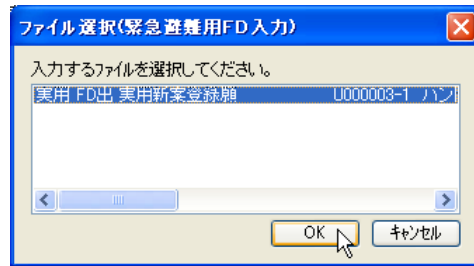 ファイル選択(緊急避難用FD入力)
入力するファイルを選択してください。
実用 FD出 実用新案登録願 U000003-1 ハン
OK
キャンセル